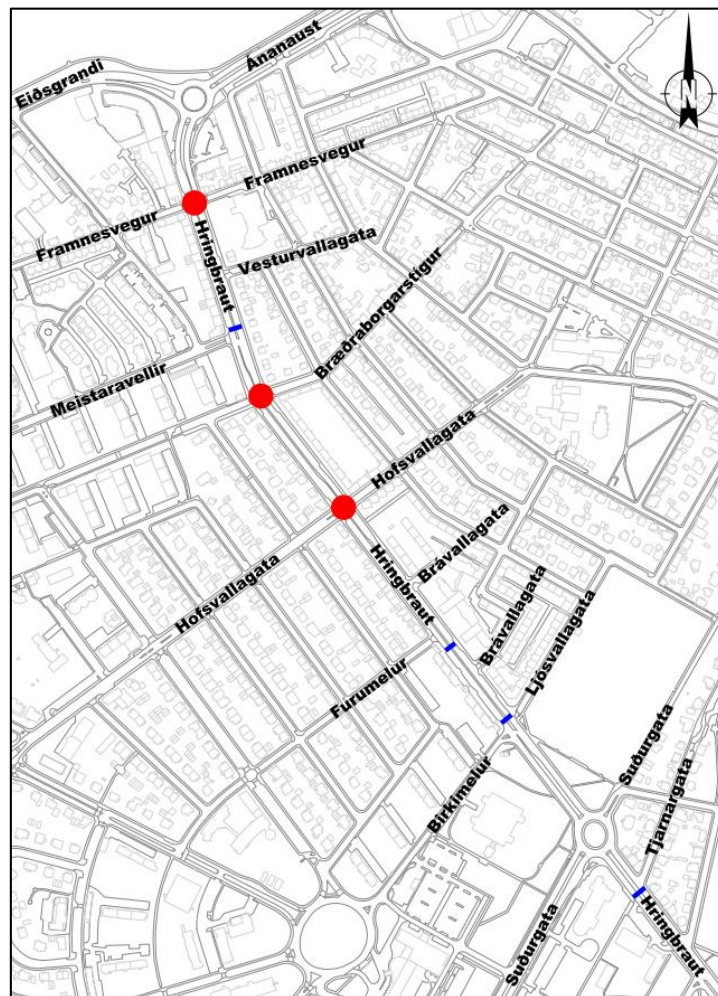 Ánanaust
Eiðsgrandi
N
Framnesvegur
Framnesvegur
Hringbraut
Vesturvallagata
Bræðraborgarstígur
Meistaravellir
Hofsvallagata
Hringbraut
Brávallagata
Hofsvallagata
Brávallagata
Ljósvallagata
Furumelur
Suðurgata
Birkimelur
Tjarnargata
Hringbraut
Suðurgata